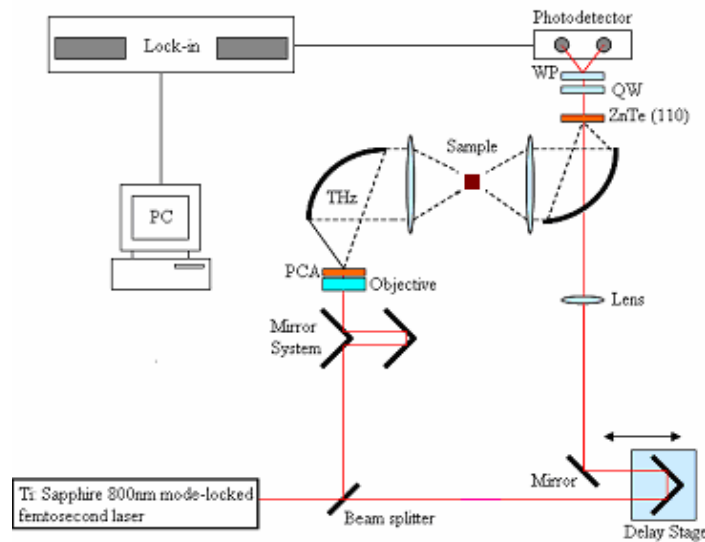 Photodetector
Lock-in
WP
QW
ZnTe (110)
Sample
THz
PC
PCA
Objective
Mirror
System
Lens
Ti: Sapphire 800nm mode-locked
femtosecond laser
Mirror
Beam splitter
Delay Stage